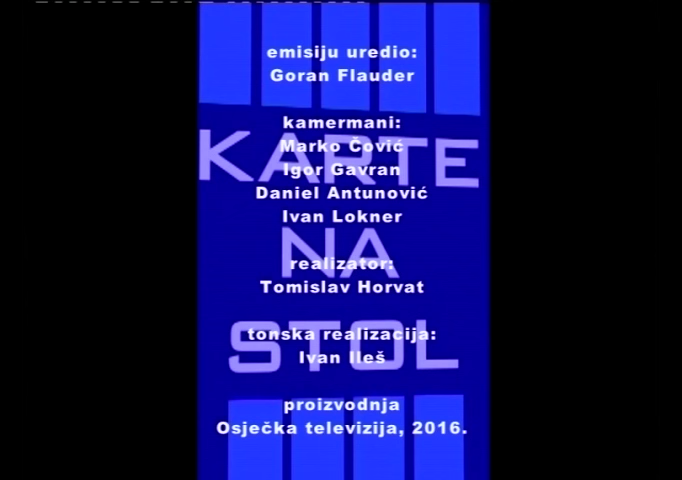 emisiju uredio:
Goran Flauder
kamermani:
Marko Čović
Igor Gavran
Daniel Antunović
Ivan Lokner
realizator:
Tomislav Horvat
tonska realizacija:
Ivan Ileš
proizvodnja
Osječka televizija, 2016.
KARTE
NA
STOL